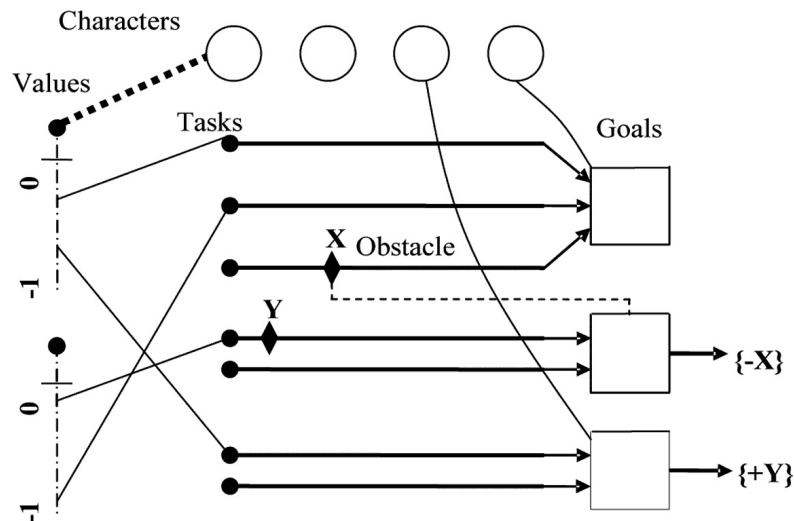 Characters
Values
Tasks
Goals
0
-1
X
Obstacle
Y
{-X}
0
-1
{+Y}